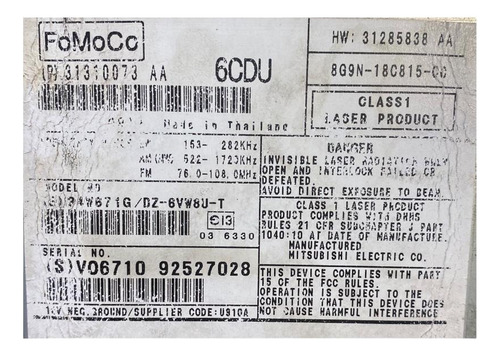 FoMoCo
HW: 31285838 AA
(P) 31310073 AA
6CDU
8G9N-18C815-
CLASS1
LASER PRODUCT
Made in Thailand
153- 282KHz
522- 1720KHz
FM 76.0-108.0MHz
DANGER
INVISIBLE LASER RADIATION
OPEN AND INTERLOCK FAILED OR
DEFEATED.
AVOID DIRECT EXPOSURE TO BEAM.
MODEL NO
/DZ-6VW8U-T
E13
03 6330
CLASS 1 LASER PRODUCT
PRODUCT COMPLIES WITH DHHS
RULES 21 CFR SUBCHAPTER J PART
1040:10 AT DATE OF MANUFACTURE.
MANUFACTURED
MITSUBISHI ELECTRIC CO.
SERIAL NO.
(S)V06710 92527028
THIS DEVICE COMPLIES WITH PART
15 OF THE FCC RULES.
OPERATION IS SUBJECT TO THE
CONDITION THAT THIS DEVICE DOES
NOT CAUSE HARMFUL INTERFERENCE
12V NEG.GROUND/SUPPLIER CODE:U910A